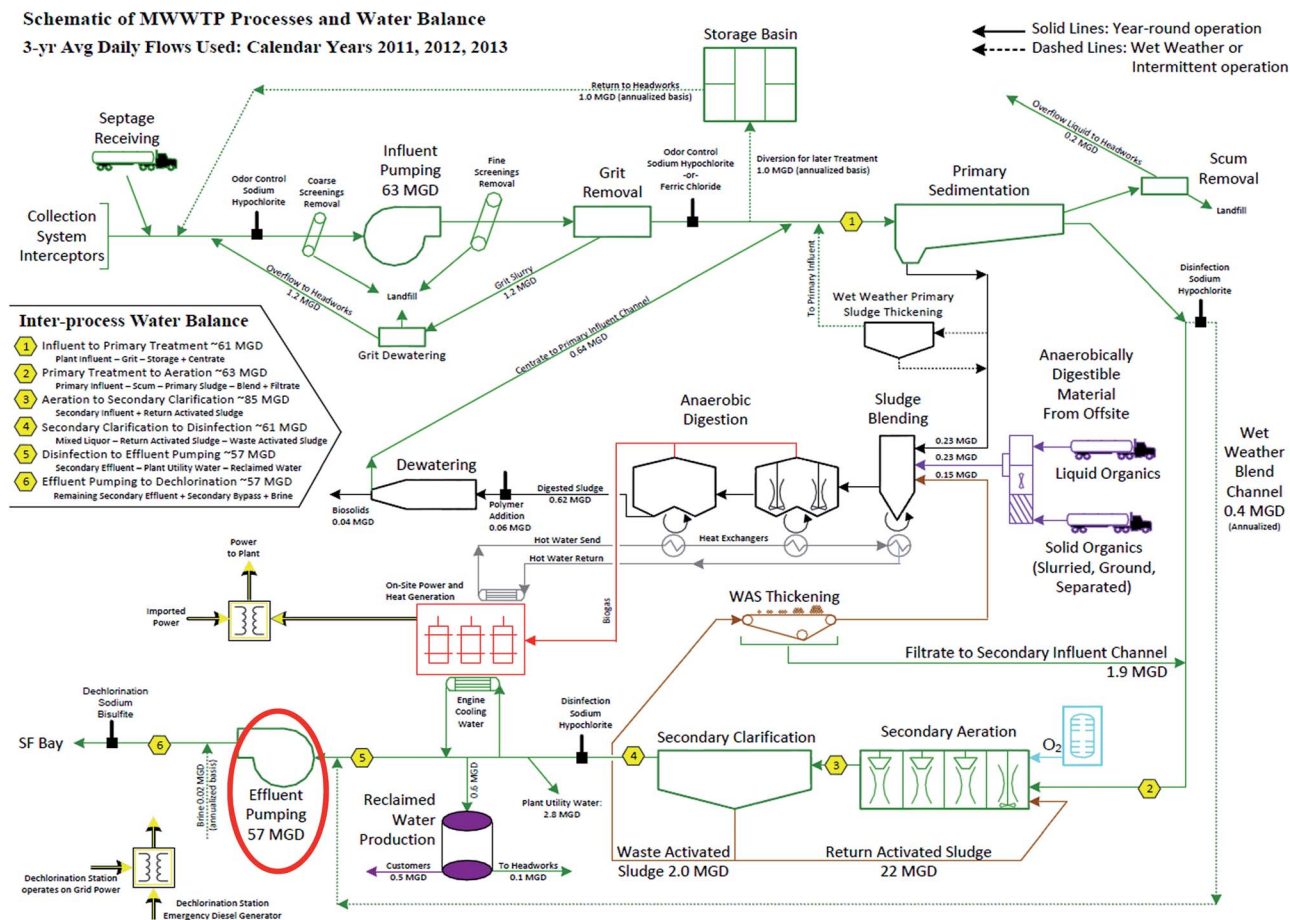 Schematic of MWWTP Processes and Water Balance
3-yr Avg Daily Flows Used: Calendar Years 2011, 2012, 2013
Solid Lines: Year-round operation
Dashed Lines: Wet Weather or
Intermittent operation
Storage Basin
Return to Headworks
1.0 MGD (annualized basis)
Septage
Receiving
Collection
System
Interceptors
Odor Control
Sodium
Hypochlorite
Coarse
Screenings
Removal
Influent
Pumping
63 MGD
Fine
Screenings
Removal
Grit
Removal
Odor Control
Sodium Hypochlorite
-or-
Ferric Chloride
Diversion for later Treatment
1.0 MGD (annualized basis)
1
Primary
Sedimentation
Overflow Liquid to Headworks
0.2 MGD
Scum
Removal
Landfill
Overflow to Headworks
1.2 MGD
Landfill
Grit Slurry
1.2 MGD
Grit Dewatering
Centrate to Primary Influent Channel
0.64 MGD
To Primary Influent
Wet Weather Primary
Sludge Thickening
Disinfection
Sodium
Hypochlorite
Inter-process Water Balance
1 Influent to Primary Treatment ~61 MGD
Plant Influent – Grit – Storage + Centrate
2 Primary Treatment to Aeration ~63 MGD
Primary Influent – Scum – Primary Sludge – Blend + Filtrate
3 Aeration to Secondary Clarification ~85 MGD
Secondary Influent + Return Activated Sludge
4 Secondary Clarification to Disinfection ~61 MGD
Mixed Liquor – Return Activated Sludge – Waste Activated Sludge
5 Disinfection to Effluent Pumping ~57 MGD
Secondary Effluent – Plant Utility Water – Reclaimed Water
6 Effluent Pumping to Dechlorination ~57 MGD
Remaining Secondary Effluent + Secondary Bypass + Brine
Anaerobically
Digestible
Material
From Offsite
Liquid Organics
Solid Organics
(Slurried, Ground,
Separated)
Wet
Weather
Blend
Channel
0.4 MGD
(Annualized)
Anaerobic
Digestion
Sludge
Blending
0.23 MGD
0.23 MGD
0.15 MGD
Dewatering
Biosolids
0.04 MGD
Polymer
Addition
0.06 MGD
Digested Sludge
0.62 MGD
Hot Water Send
Heat Exchangers
Hot Water Return
Power
to Plant
Imported
Power
On-Site Power and
Heat Generation
Biogas
WAS Thickening
Filtrate to Secondary Influent Channel
1.9 MGD
Engine
Cooling
Water
Dechlorination
Sodium
Bisulfite
SF Bay
6
Brine 0.02 MGD
(annualized basis)
Effluent
Pumping
57 MGD
5
Disinfection
Sodium
Hypochlorite
4
Secondary Clarification
3
Secondary Aeration
O2
2
0.6 MGD
Plant Utility Water:
2.8 MGD
Reclaimed
Water
Production
Customers
0.5 MGD
To Headworks
0.1 MGD
Waste Activated
Sludge 2.0 MGD
Return Activated Sludge
22 MGD
Dechlorination Station
operates on Grid Power
Dechlorination Station
Emergency Diesel Generator